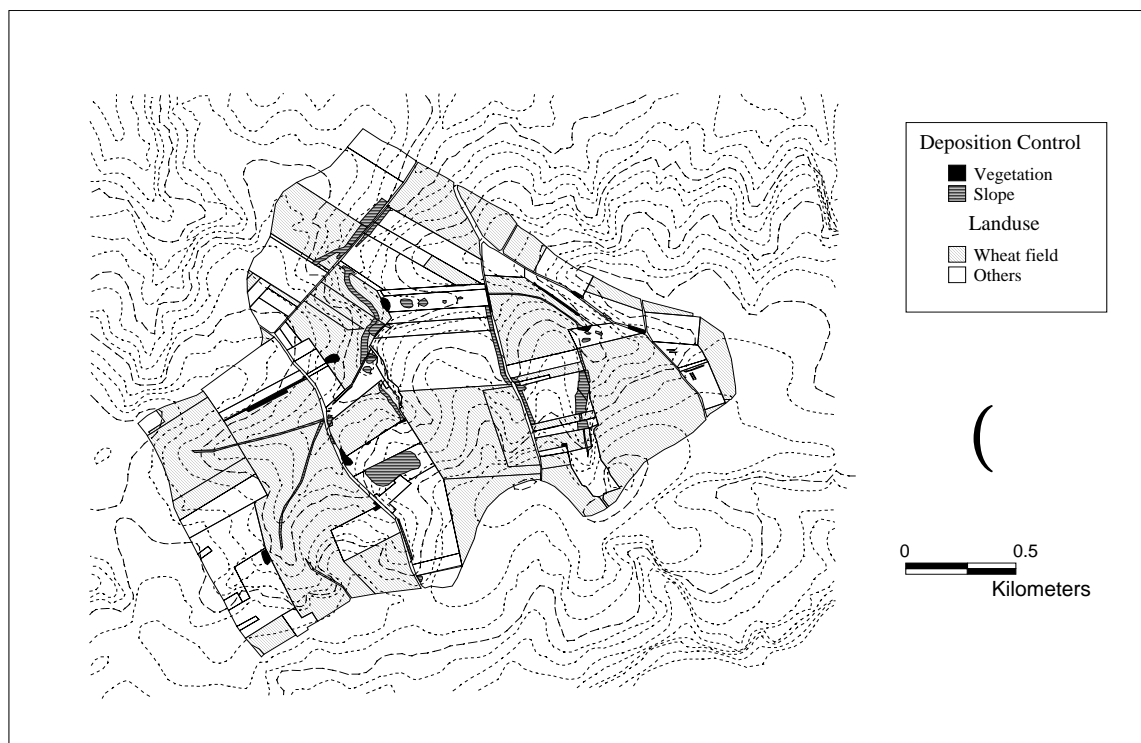 Deposition Control
Vegetation
Slope
Landuse
Wheat field
Others
(
0 0.5
Kilometers